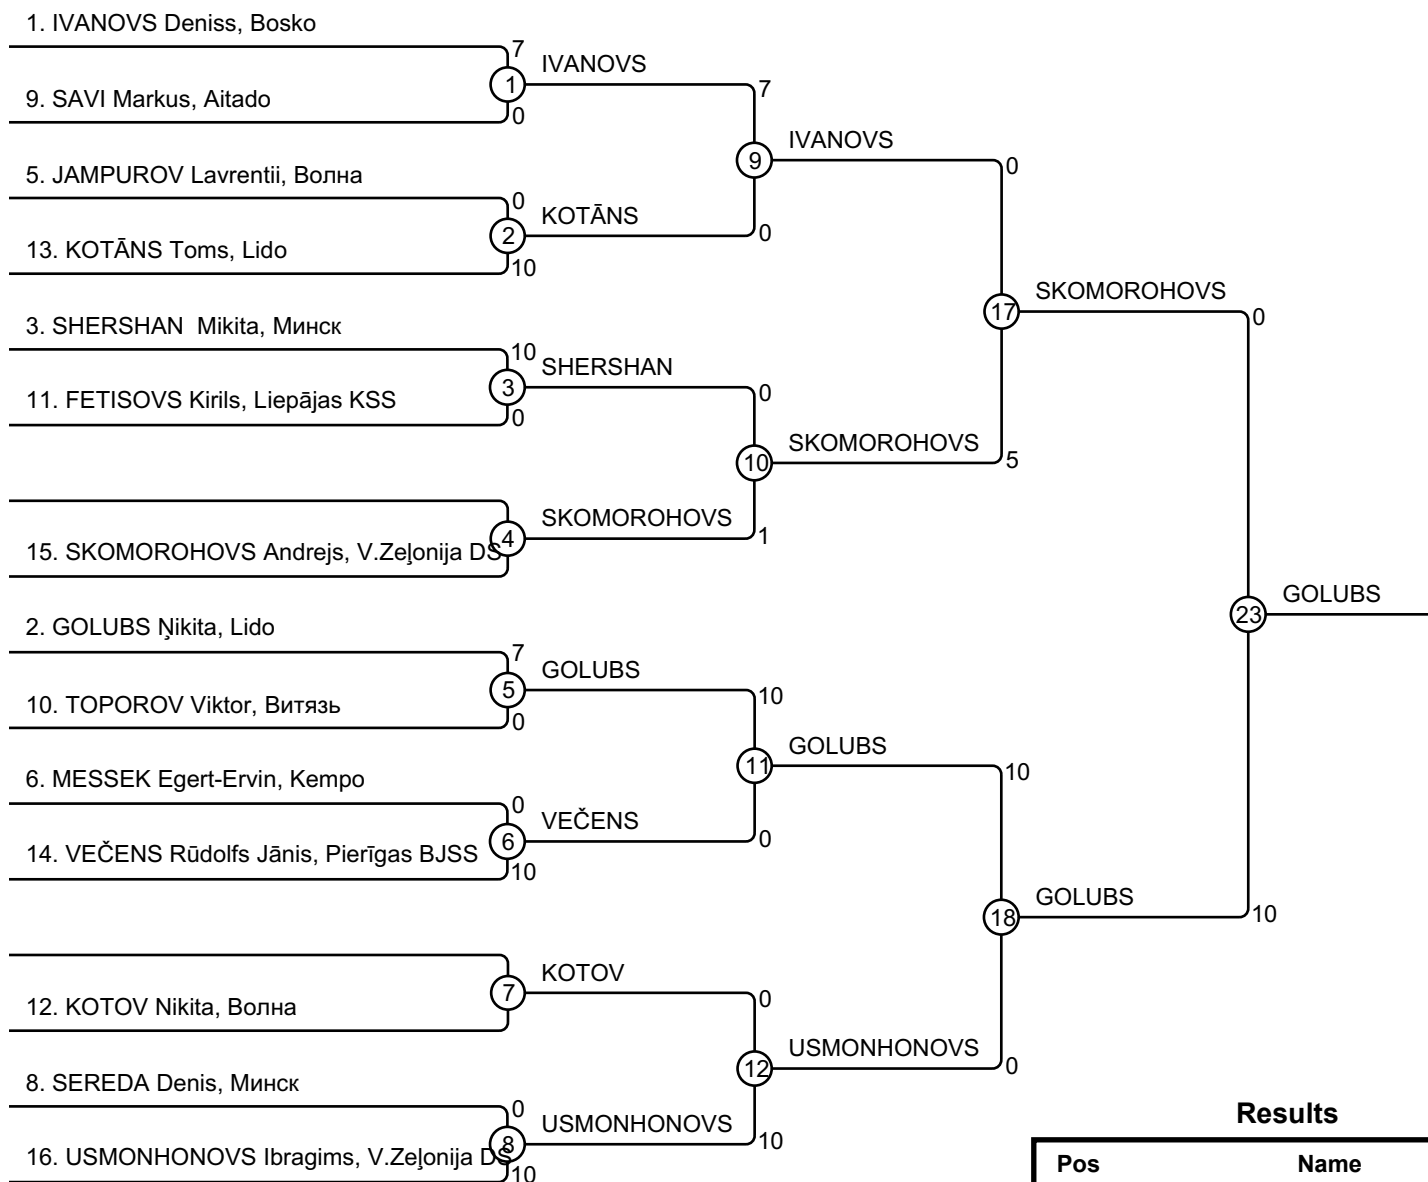 1. IVANOVS Deniss, Bosko
7
1
IVANOVS
7
9. SAVI Markus, Aitado
0
9
IVANOVS
0
5. JAMPUROV Lavrentii, Волна
0
2
KOTĀNS
0
13. KOTĀNS Toms, Lido
10
17
SKOMOROHOVS
0
3. SHERSHAN Mikita, Минск
10
3
SHERSHAN
0
11. FETISOVS Kirils, Liepājas KSS
0
10
SKOMOROHOVS
5
4
SKOMOROHOVS
1
15. SKOMOROHOVS Andrejs, V.Zeļonija DS
23
GOLUBS
2. GOLUBS Ņikita, Lido
7
5
GOLUBS
10
10. TOPOROV Viktor, Витязь
0
11
GOLUBS
10
6. MESSEK Egert-Ervin, Kempo
0
6
VEČENS
0
14. VEČENS Rūdolfs Jānis, Pierīgas BJSS
10
18
GOLUBS
10
7
KOTOV
0
12. KOTOV Nikita, Волна
12
USMONHONOVS
0
8. SEREDA Denis, Минск
0
8
USMONHONOVS
10
16. USMONHONOVS Ibragims, V.Zeļonija DS
10
Results
Pos Name